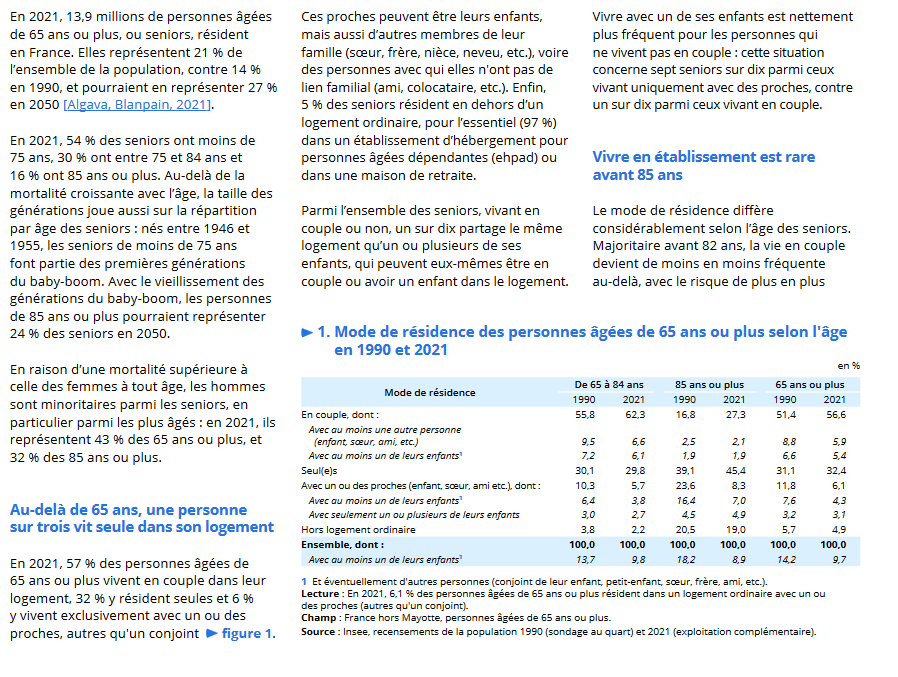 En 2021, 13,9 millions de personnes âgées
de 65 ans ou plus, ou seniors, résident
en France. Elles représentent 21 % de
l'ensemble de la population, contre 14 %
en 1990, et pourraient en représenter 27 %
en 2050 [Algava, Blanpain, 2021].
En 2021, 54 % des seniors ont moins de
75 ans, 30 % ont entre 75 et 84 ans et
16 % ont 85 ans ou plus. Au-delà de la
mortalité croissante avec l'âge, la taille des
générations joue aussi sur la répartition
par âge des seniors : nés entre 1946 et
1955, les seniors de moins de 75 ans
font partie des premières générations
du baby-boom. Avec le vieillissement des
générations du baby-boom, les personnes
de 85 ans ou plus pourraient représenter
24 % des seniors en 2050.
En raison d'une mortalité supérieure à
celle des femmes à tout âge, les hommes
sont minoritaires parmi les seniors, en
particulier parmi les plus âgés : en 2021, ils
représentent 43 % des 65 ans ou plus, et
32 % des 85 ans ou plus.
Au-delà de 65 ans, une personne
sur trois vit seule dans son logement
En 2021, 57 % des personnes âgées de
65 ans ou plus vivent en couple dans leur
logement, 32 % y résident seules et 6 %
y vivent exclusivement avec un ou des
proches, autres qu'un conjoint ► figure 1.
Ces proches peuvent être leurs enfants,
mais aussi d'autres membres de leur
famille (sœur, frère, nièce, neveu, etc.), voire
des personnes avec qui elles n'ont pas de
lien familial (ami, colocataire, etc.). Enfin,
5 % des seniors résident en dehors d'un
logement ordinaire, pour l'essentiel (97 %)
dans un établissement d'hébergement pour
personnes âgées dépendantes (ehpad) ou
dans une maison de retraite.
Parmi l'ensemble des seniors, vivant en
couple ou non, un sur dix partage le même
logement qu'un ou plusieurs de ses
enfants, qui peuvent eux-mêmes être en
couple ou avoir un enfant dans le logement.
Vivre avec un de ses enfants est nettement
plus fréquent pour les personnes qui
ne vivent pas en couple : cette situation
concerne sept seniors sur dix parmi ceux
vivant uniquement avec des proches, contre
un sur dix parmi ceux vivant en couple.
Vivre en établissement est rare
avant 85 ans
Le mode de résidence diffère
considérablement selon l'âge des seniors.
Majoritaire avant 82 ans, la vie en couple
devient de moins en moins fréquente
au-delà, avec le risque de plus en plus
► 1. Mode de résidence des personnes âgées de 65 ans ou plus selon l'âge
en 1990 et 2021
en %
Mode de résidence De 65 à 84 ans 85 ans ou plus 65 ans ou plus
1990 2021 1990 2021 1990 2021
En couple, dont : 55,8 62,3 16,8 27,3 51,4 56,6
Avec au moins une autre personne
(enfant, sœur, ami, etc.) 9,5 6,6 2,5 2,1 8,8 5,9
Avec au moins un de leurs enfants¹ 7,2 6,1 1,9 1,9 6,6 5,4
Seul(e)s 30,1 29,8 39,1 45,4 31,1 32,4
Avec un ou des proches (enfant, sœur, ami etc.), dont : 10,3 5,7 23,6 8,3 11,8 6,1
Avec au moins un de leurs enfants¹ 6,4 3,8 16,4 7,0 7,6 4,3
Avec seulement un ou plusieurs de leurs enfants 3,0 2,7 4,5 4,9 3,2 3,1
Hors logement ordinaire 3,8 2,2 20,5 19,0 5,7 4,9
Ensemble, dont : 100,0 100,0 100,0 100,0 100,0 100,0
Avec au moins un de leurs enfants¹ 13,7 9,8 18,2 8,9 14,2 9,7
1 Et éventuellement d'autres personnes (conjoint de leur enfant, petit-enfant, sœur, frère, ami, etc.).
Lecture : En 2021, 6,1 % des personnes âgées de 65 ans ou plus résident dans un logement ordinaire avec un ou
des proches (autres qu'un conjoint).
Champ : France hors Mayotte, personnes âgées de 65 ans ou plus.
Source : Insee, recensements de la population 1990 (sondage au quart) et 2021 (exploitation complémentaire).